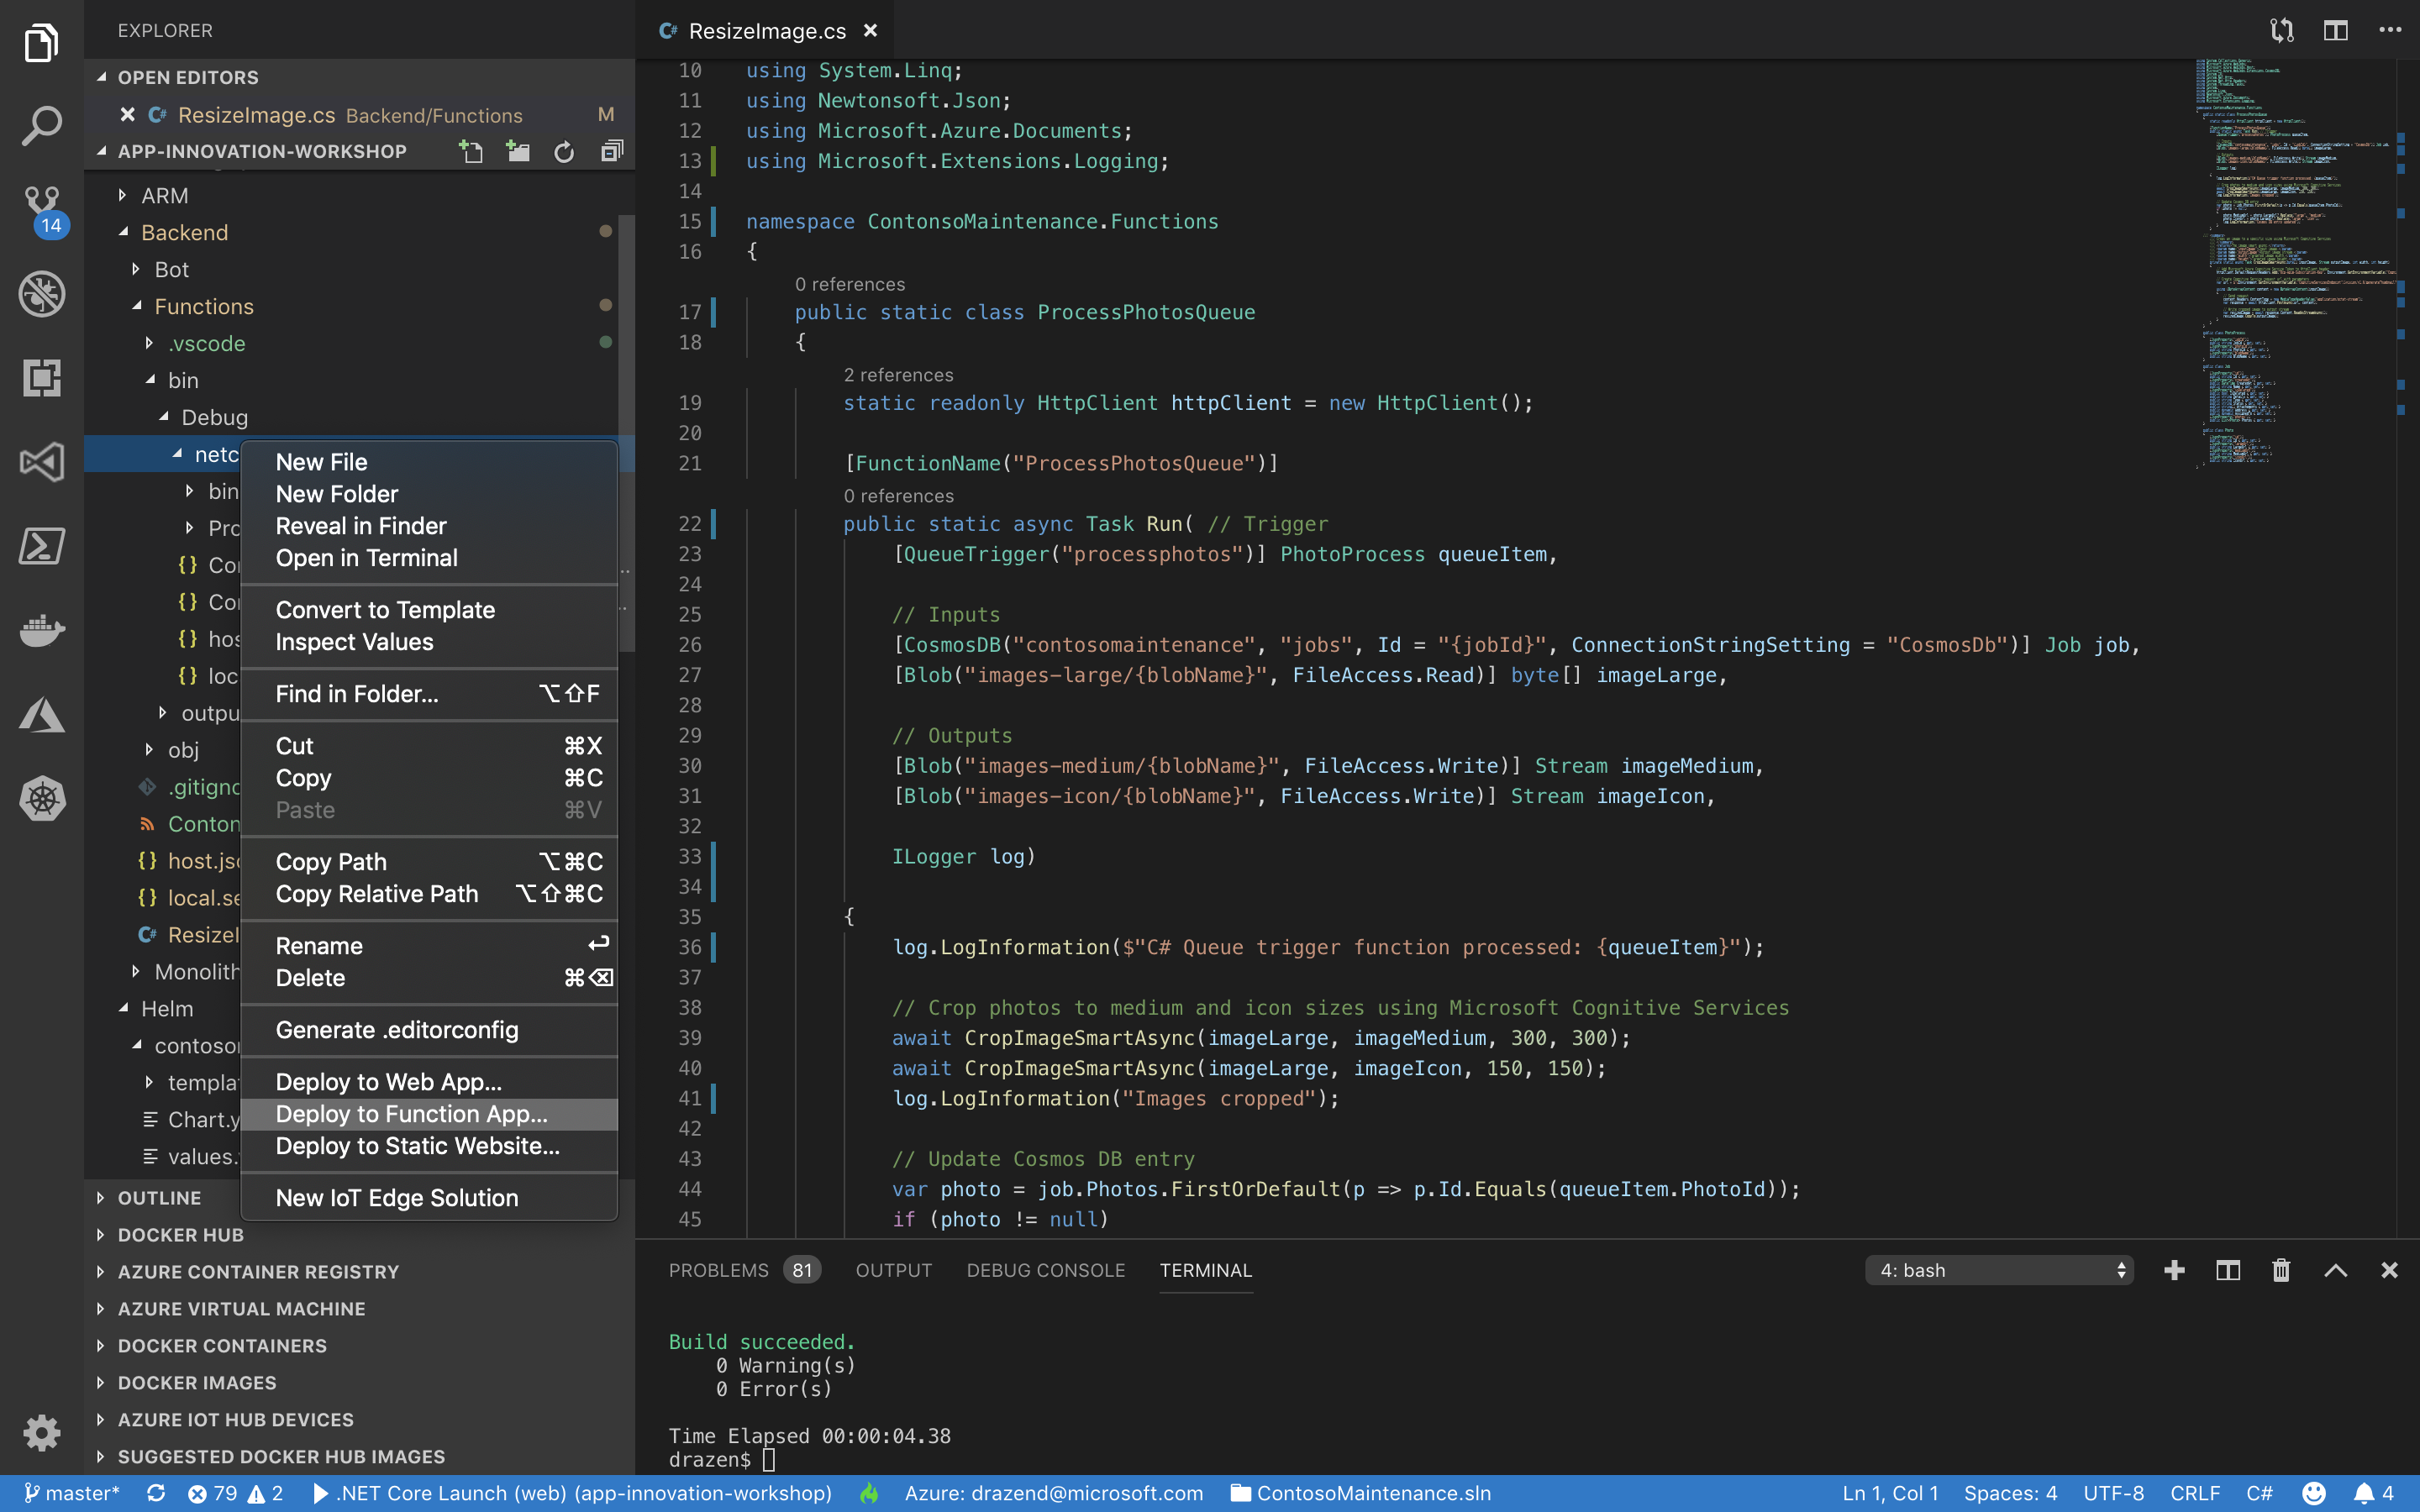 EXPLORER
OPEN EDITORS
ResizeImage.cs Backend/Functions M
APP-INNOVATION-WORKSHOP
ARM
Backend
Bot
Functions
.vscode
bin
Debug
netc
bin
Pro
Con
Con
hos
loc
outpu
obj
.gitigno
Conton
host.jso
local.se
ResizeI
Monolith
Helm
contosor
templat
Chart.y
values.
OUTLINE
DOCKER HUB
AZURE CONTAINER REGISTRY
AZURE VIRTUAL MACHINE
DOCKER CONTAINERS
DOCKER IMAGES
AZURE IOT HUB DEVICES
SUGGESTED DOCKER HUB IMAGES
14
New File
New Folder
Reveal in Finder
Open in Terminal
Convert to Template
Inspect Values
Find in Folder... ⌥⇧F
Cut ⌘X
Copy ⌘C
Paste ⌘V
Copy Path ⌥⌘C
Copy Relative Path ⌥⇧⌘C
Rename ↩
Delete ⌘⌫
Generate .editorconfig
Deploy to Web App...
Deploy to Function App...
Deploy to Static Website...
New IoT Edge Solution
C# ResizeImage.cs
10 using System.Linq;
11 using Newtonsoft.Json;
12 using Microsoft.Azure.Documents;
13 using Microsoft.Extensions.Logging;
14
15 namespace ContonsoMaintenance.Functions
16 {
0 references
17 public static class ProcessPhotosQueue
18 {
2 references
19 static readonly HttpClient httpClient = new HttpClient();
20
21 [FunctionName("ProcessPhotosQueue")]
0 references
22 public static async Task Run( // Trigger
23 [QueueTrigger("processphotos")] PhotoProcess queueItem,
24
25 // Inputs
26 [CosmosDB("contosomaintenance", "jobs", Id = "{jobId}", ConnectionStringSetting = "CosmosDb")] Job job,
27 [Blob("images-large/{blobName}", FileAccess.Read)] byte[] imageLarge,
28
29 // Outputs
30 [Blob("images-medium/{blobName}", FileAccess.Write)] Stream imageMedium,
31 [Blob("images-icon/{blobName}", FileAccess.Write)] Stream imageIcon,
32
33 ILogger log)
34
35 {
36 log.LogInformation($"C# Queue trigger function processed: {queueItem}");
37
38 // Crop photos to medium and icon sizes using Microsoft Cognitive Services
39 await CropImageSmartAsync(imageLarge, imageMedium, 300, 300);
40 await CropImageSmartAsync(imageLarge, imageIcon, 150, 150);
41 log.LogInformation("Images cropped");
42
43 // Update Cosmos DB entry
44 var photo = job.Photos.FirstOrDefault(p => p.Id.Equals(queueItem.PhotoId));
45 if (photo != null)
PROBLEMS 81 OUTPUT DEBUG CONSOLE TERMINAL 4: bash
Build succeeded.
0 Warning(s)
0 Error(s)
Time Elapsed 00:00:04.38
drazen$
master* 79 2 .NET Core Launch (web) (app-innovation-workshop) Azure: drazend@microsoft.com ContosoMaintenance.sln Ln 1, Col 1 Spaces: 4 UTF-8 CRLF C# 4